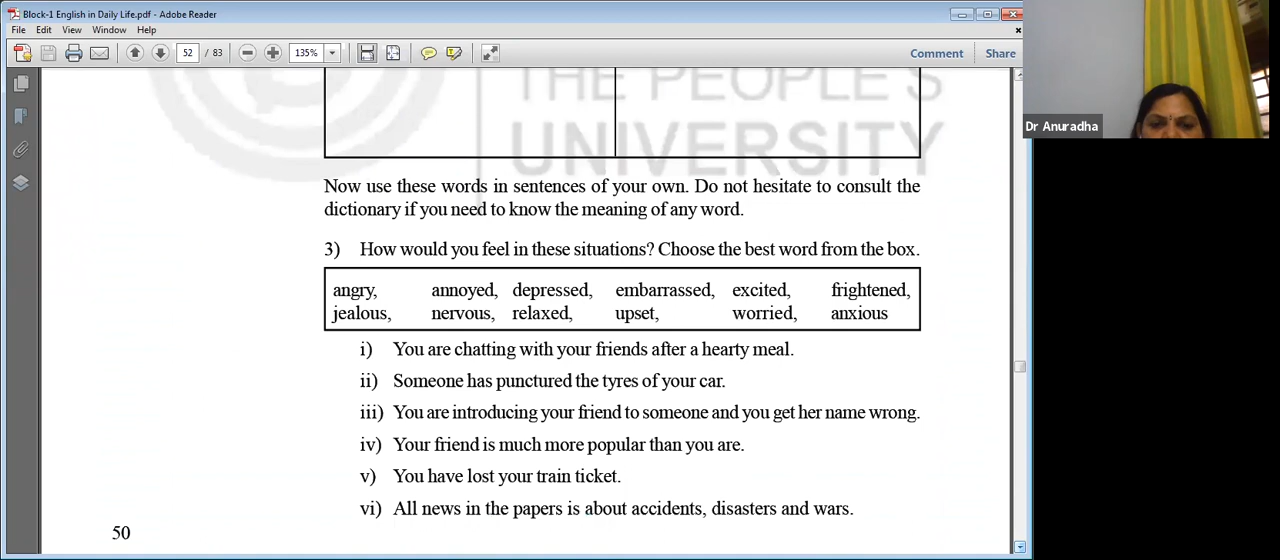 Block-1 English in Daily Life.pdf - Adobe Reader
File Edit View Window Help
52 / 83 135% Comment Share
THE PEOPLE'S
UNIVERSITY
Dr Anuradha
Now use these words in sentences of your own. Do not hesitate to consult the
dictionary if you need to know the meaning of any word.
3) How would you feel in these situations? Choose the best word from the box.
angry, annoyed, depressed, embarrassed, excited, frightened,
jealous, nervous, relaxed, upset, worried, anxious
i) You are chatting with your friends after a hearty meal.
ii) Someone has punctured the tyres of your car.
iii) You are introducing your friend to someone and you get her name wrong.
iv) Your friend is much more popular than you are.
v) You have lost your train ticket.
vi) All news in the papers is about accidents, disasters and wars.
50